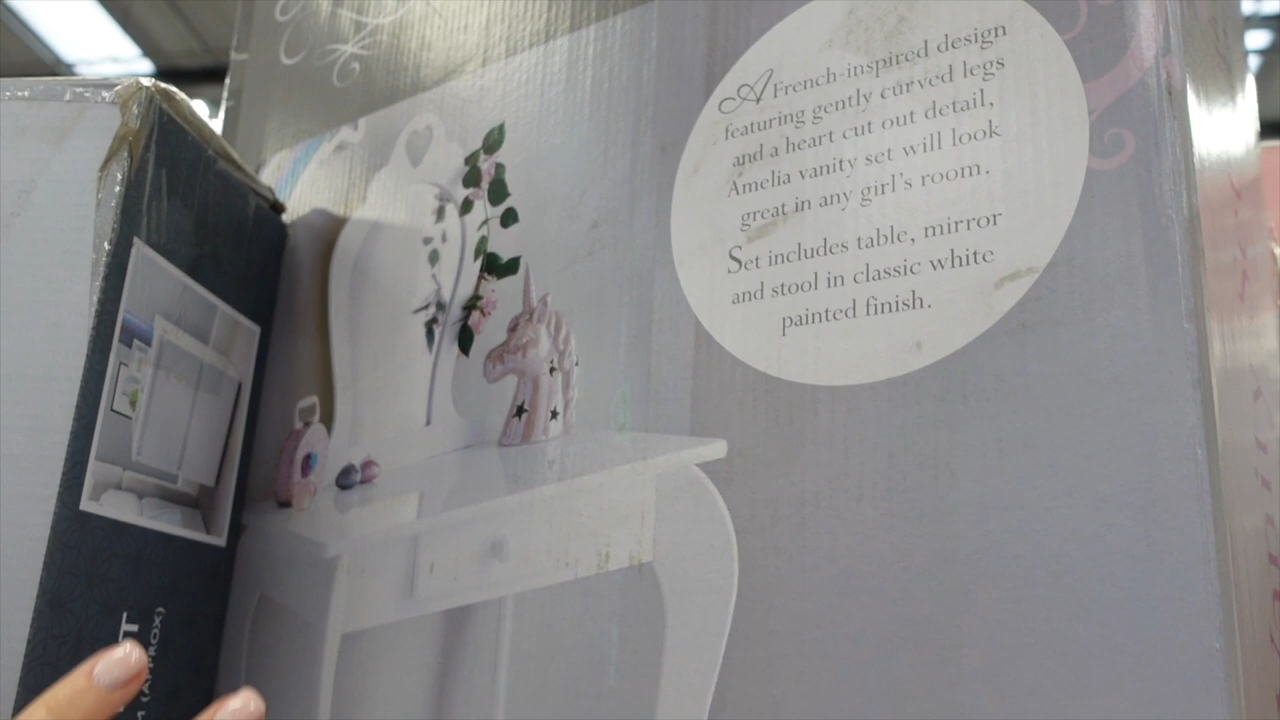 A French-inspired design
featuring gently curved legs
and a heart cut out detail,
Amelia vanity set will look
great in any girl's room.
Set includes table, mirror
and stool in classic white
painted finish.
(APPROX)